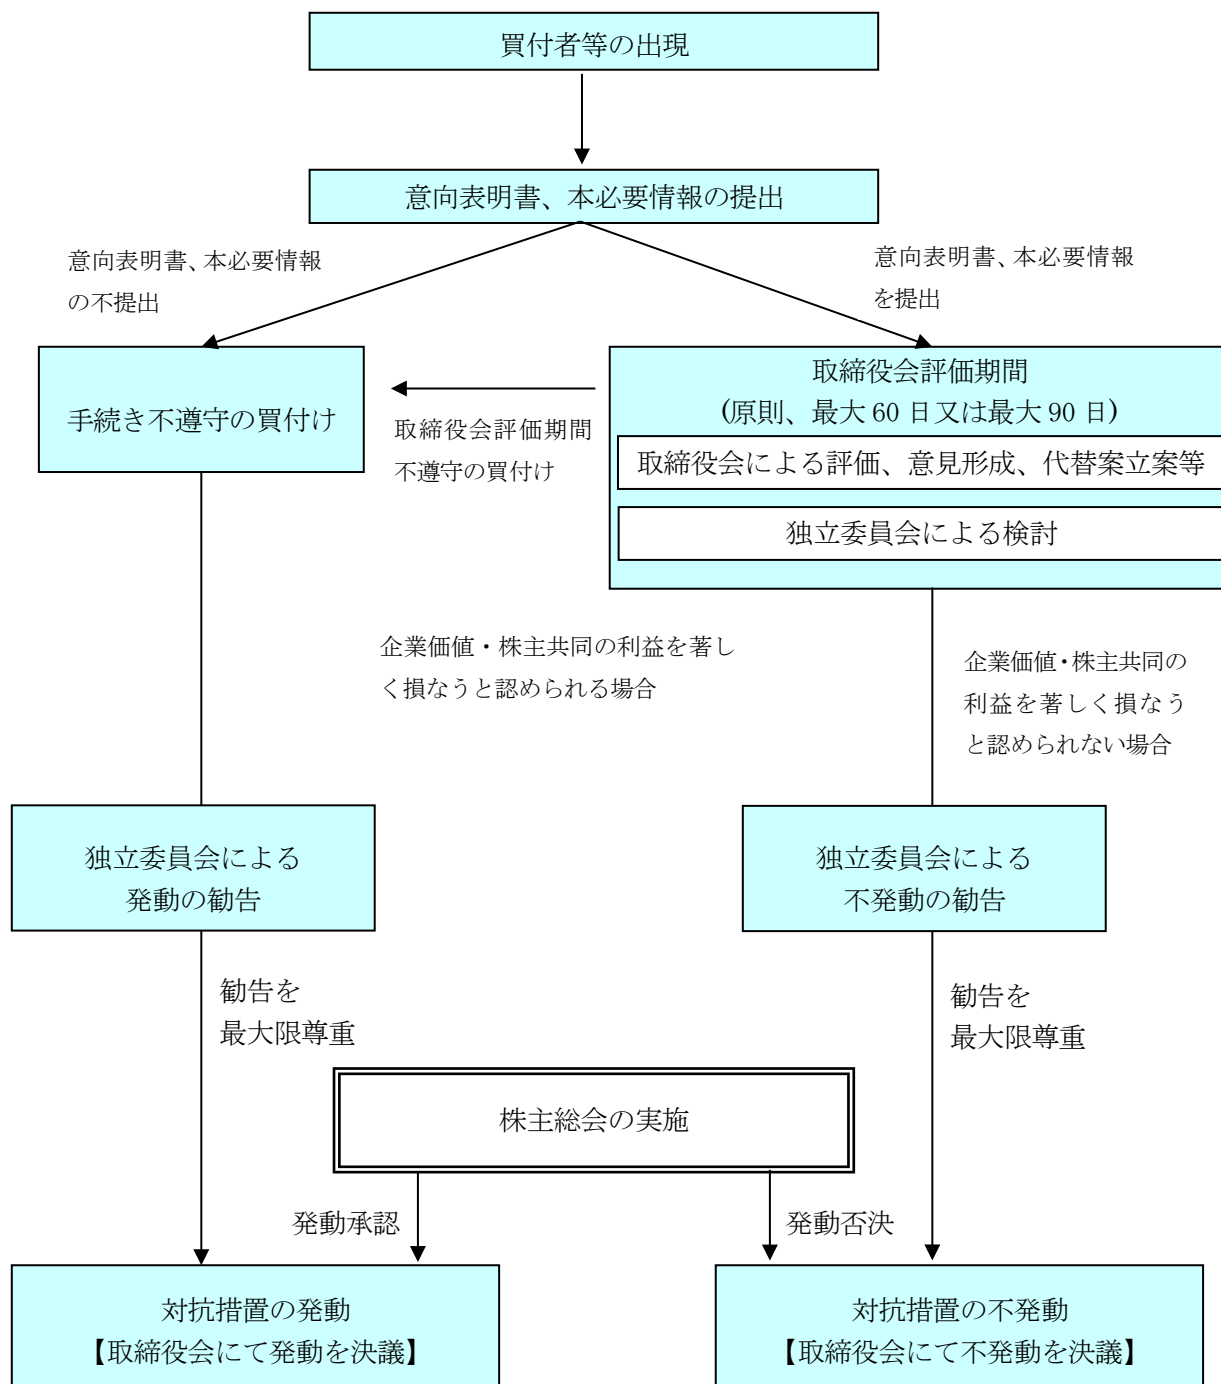 買付者等の出現
意向表明書、本必要情報の提出
意向表明書、本必要情報
の不提出
意向表明書、本必要情報
を提出
手続き不遵守の買付け
取締役会評価期間
不遵守の買付け
取締役会評価期間
(原則、最大 60 日又は最大 90 日)
取締役会による評価、意見形成、代替案立案等
独立委員会による検討
企業価値・株主共同の利益を著し
く損なうと認められる場合
企業価値・株主共同の
利益を著しく損なう
と認められない場合
独立委員会による
発動の勧告
独立委員会による
不発動の勧告
勧告を
最大限尊重
勧告を
最大限尊重
株主総会の実施
発動承認
発動否決
対抗措置の発動
【取締役会にて発動を決議】
対抗措置の不発動
【取締役会にて不発動を決議】